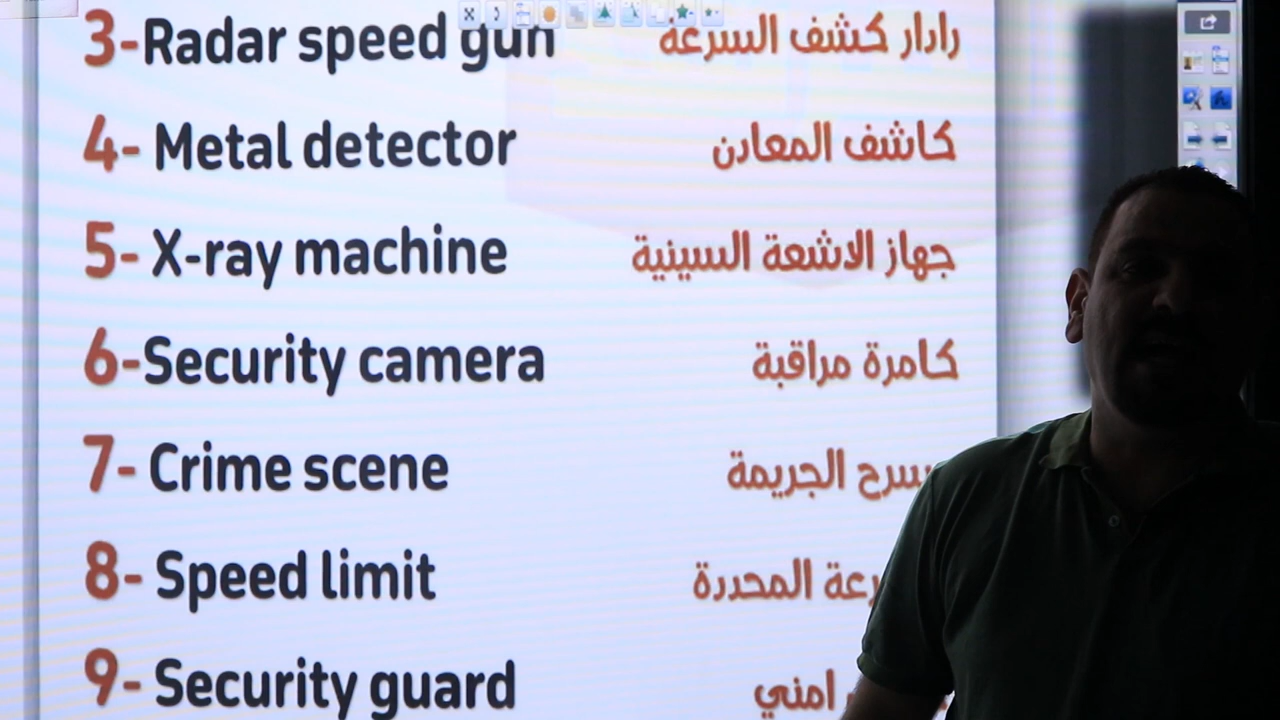 3-Radar speed gun رادار كشف السرعة
4- Metal detector كاشف المعادن
5- X-ray machine جهاز الاشعة السينية
6-Security camera كامرة مراقبة
7- Crime scene الجريمة
8- Speed limit المحددة
9- Security guard امني